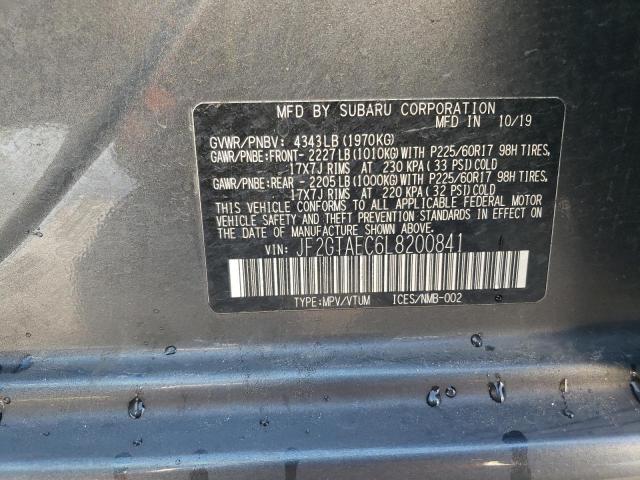 MFD BY SUBARU CORPORATION
MFD IN 10/19
GVWR/PNBV: 4343LB(1970KG)
GAWR/PNBE:FRONT- 2227LB(1010KG)WITH P225/60R17 98H TIRES,
17X7J RIMS AT 230 KPA(33 PSI)COLD
GAWR/PNBE:REAR - 2205LB(1000KG)WITH P225/60R17 98H TIRES,
17X7J RIMS AT 220 KPA(32 PSI)COLD
THIS VEHICLE CONFORMS TO ALL APPLICABLE FEDERAL MOTOR
VEHICLE SAFETY AND THEFT PREVENTION STANDARDS IN EFFECT
ON THE DATE OF MANUFACTURE SHOWN ABOVE.
VIN: JF2GTAEC6L8200841
TYPE:MPV/VTUM ICES/NMB-002